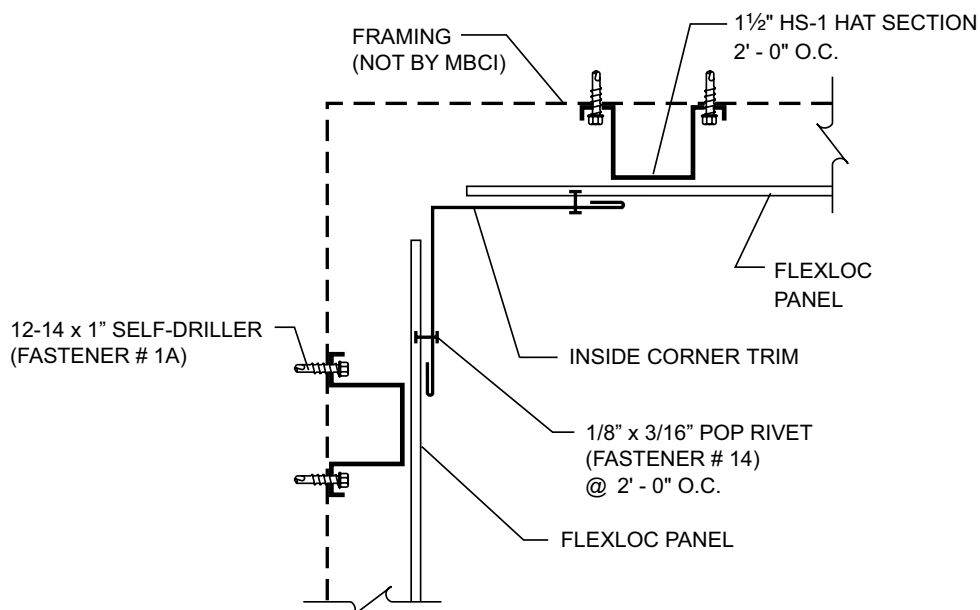 FRAMING
(NOT BY MBCI)
1½" HS-1 HAT SECTION
2' - 0" O.C.
FLEXLOC
PANEL
12-14 x 1” SELF-DRILLER
(FASTENER # 1A)
INSIDE CORNER TRIM
1/8” x 3/16” POP RIVET
(FASTENER # 14)
@ 2' - 0" O.C.
FLEXLOC PANEL